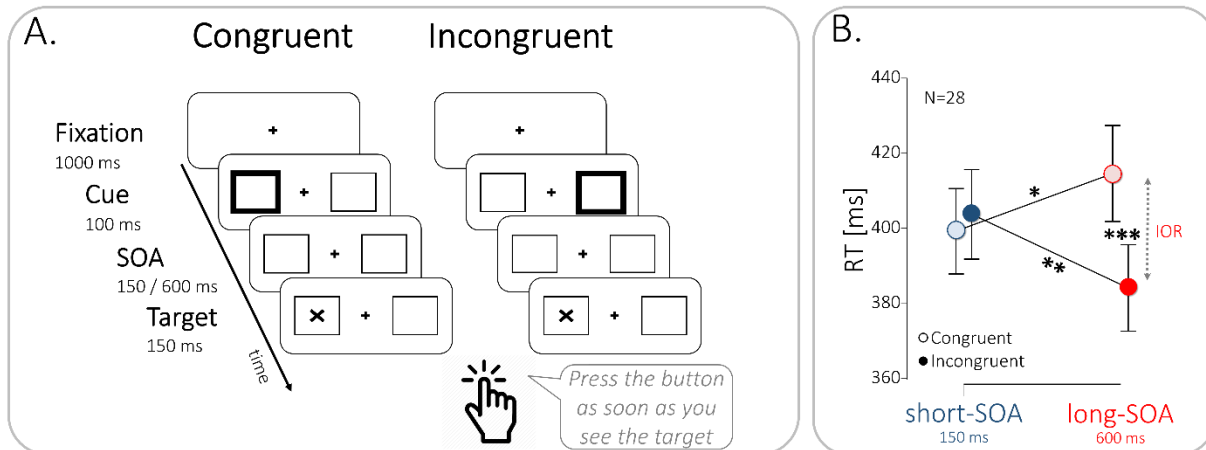 A.
Congruent
Incongruent
Fixation
1000 ms
Cue
100 ms
SOA
150 / 600 ms
Target
150 ms
time
Press the button
as soon as you
see the target
B.
RT [ms]
440
420
400
380
360
N=28
*
**
***
IOR
Congruent
Incongruent
short-SOA
150 ms
long-SOA
600 ms